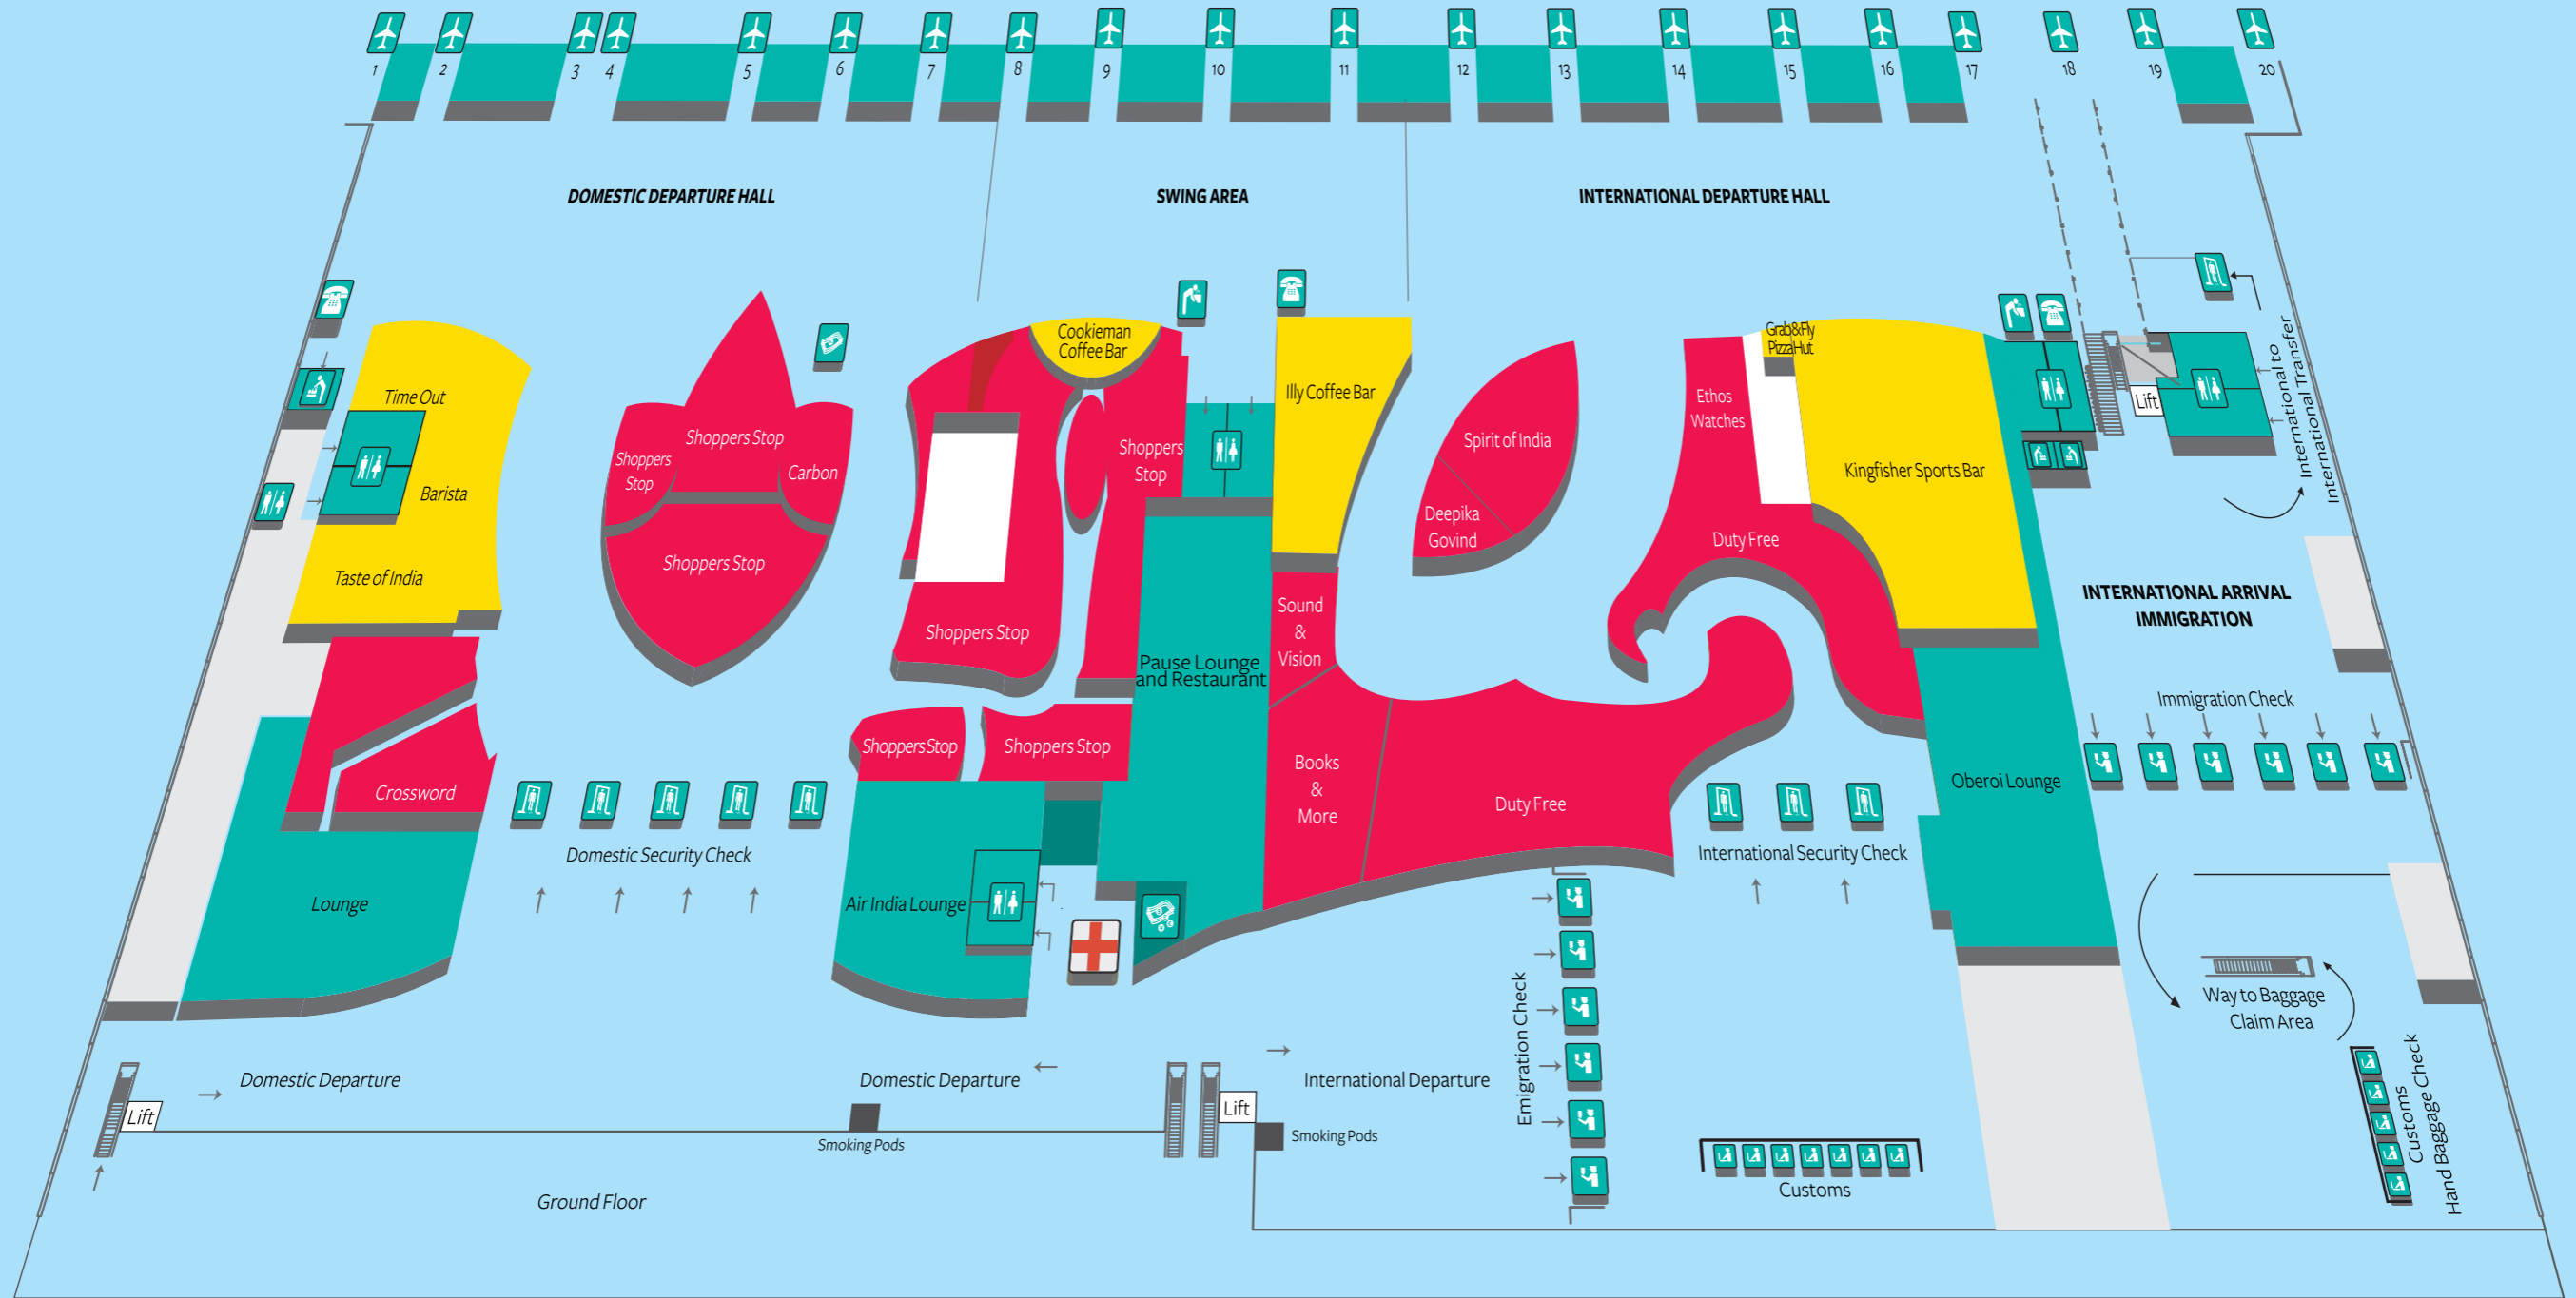 1 2 3 4 5 6 7 8 9 10 11 12 13 14 15 16 17 18 19 20
DOMESTIC DEPARTURE HALL
SWING AREA
INTERNATIONAL DEPARTURE HALL
Time Out
Barista
Taste of India
Crossword
Lounge
Shoppers Stop
Shoppers
Stop
Carbon
Shoppers Stop
Domestic Security Check
Cookieman
Coffee Bar
Shoppers
Stop
Shoppers Stop
Shoppers Stop
Shoppers Stop
Air India Lounge
Pause Lounge
and Restaurant
Illy Coffee Bar
Sound
&
Vision
Books
&
More
Duty Free
Spirit of India
Deepika
Govind
Ethos
Watches
Grab&Fly
PizzaHut
Duty Free
Kingfisher Sports Bar
Oberoi Lounge
International Security Check
Lift
International to
International Transfer
INTERNATIONAL ARRIVAL
IMMIGRATION
Immigration Check
Way to Baggage
Claim Area
Customs
Hand Baggage Check
Domestic Departure
Lift
Domestic Departure
Smoking Pods
Lift
International Departure
Smoking Pods
Emigration Check
Customs
Ground Floor